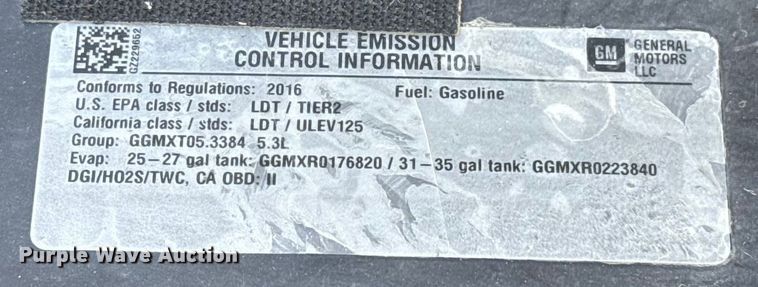 GZ229652
VEHICLE EMISSION
CONTROL INFORMATION
GM
GENERAL
MOTORS
LLC
Conforms to Regulations: 2016 Fuel: Gasoline
U.S. EPA class / stds: LDT / TIER2
California class / stds: LDT / ULEV125
Group: GGMXT05.3384 5.3L
Evap: 25-27 gal tank: GGMXR0176820 / 31-35 gal tank: GGMXR0223840
DGI/HO2S/TWC, CA OBD: II
Purple Wave Auction